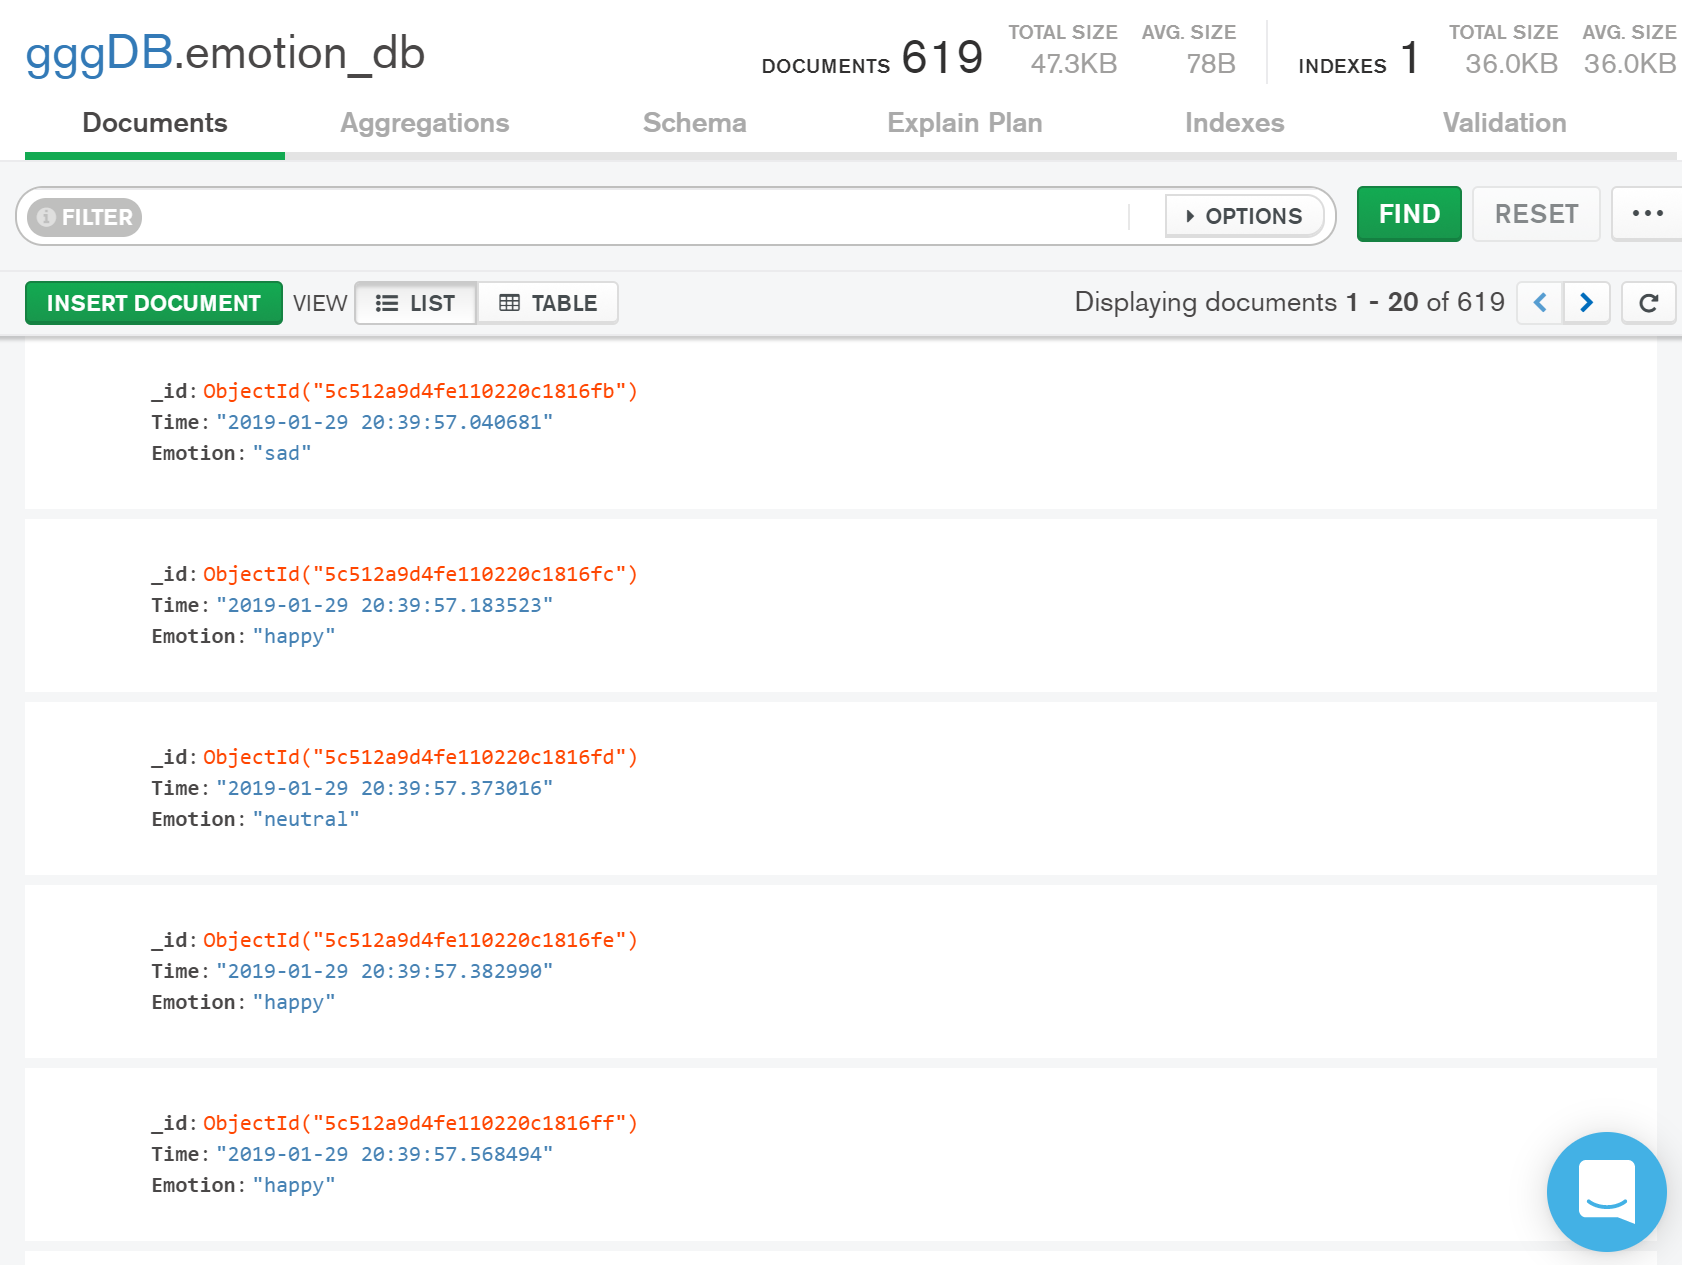 gggDB.emotion_db
DOCUMENTS 619 TOTAL SIZE 47.3KB AVG. SIZE 78B INDEXES 1 TOTAL SIZE 36.0KB AVG. SIZE 36.0KB
Documents Aggregations Schema Explain Plan Indexes Validation
FILTER OPTIONS FIND RESET ...
INSERT DOCUMENT VIEW LIST TABLE Displaying documents 1 - 20 of 619
_id: ObjectId("5c512a9d4fe110220c1816fb")
Time: "2019-01-29 20:39:57.040681"
Emotion: "sad"
_id: ObjectId("5c512a9d4fe110220c1816fc")
Time: "2019-01-29 20:39:57.183523"
Emotion: "happy"
_id: ObjectId("5c512a9d4fe110220c1816fd")
Time: "2019-01-29 20:39:57.373016"
Emotion: "neutral"
_id: ObjectId("5c512a9d4fe110220c1816fe")
Time: "2019-01-29 20:39:57.382990"
Emotion: "happy"
_id: ObjectId("5c512a9d4fe110220c1816ff")
Time: "2019-01-29 20:39:57.568494"
Emotion: "happy"